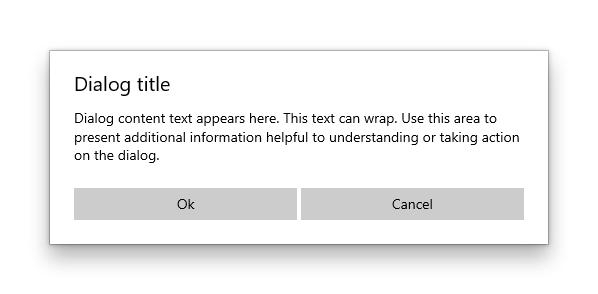 Dialog title
Dialog content text appears here. This text can wrap. Use this area to
present additional information helpful to understanding or taking action
on the dialog.
Ok Cancel